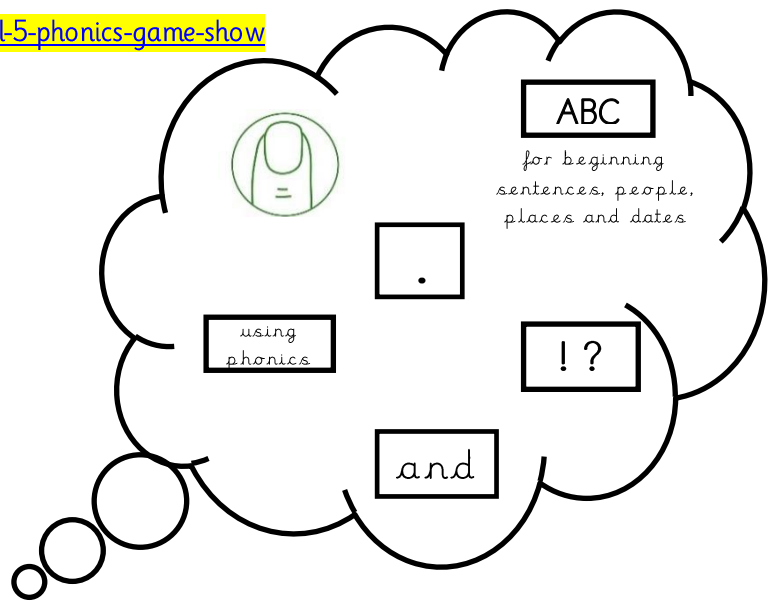 l-5-phonics-game-show
ABC
for beginning
sentences, people,
places and dates
.
using
phonics
! ?
and